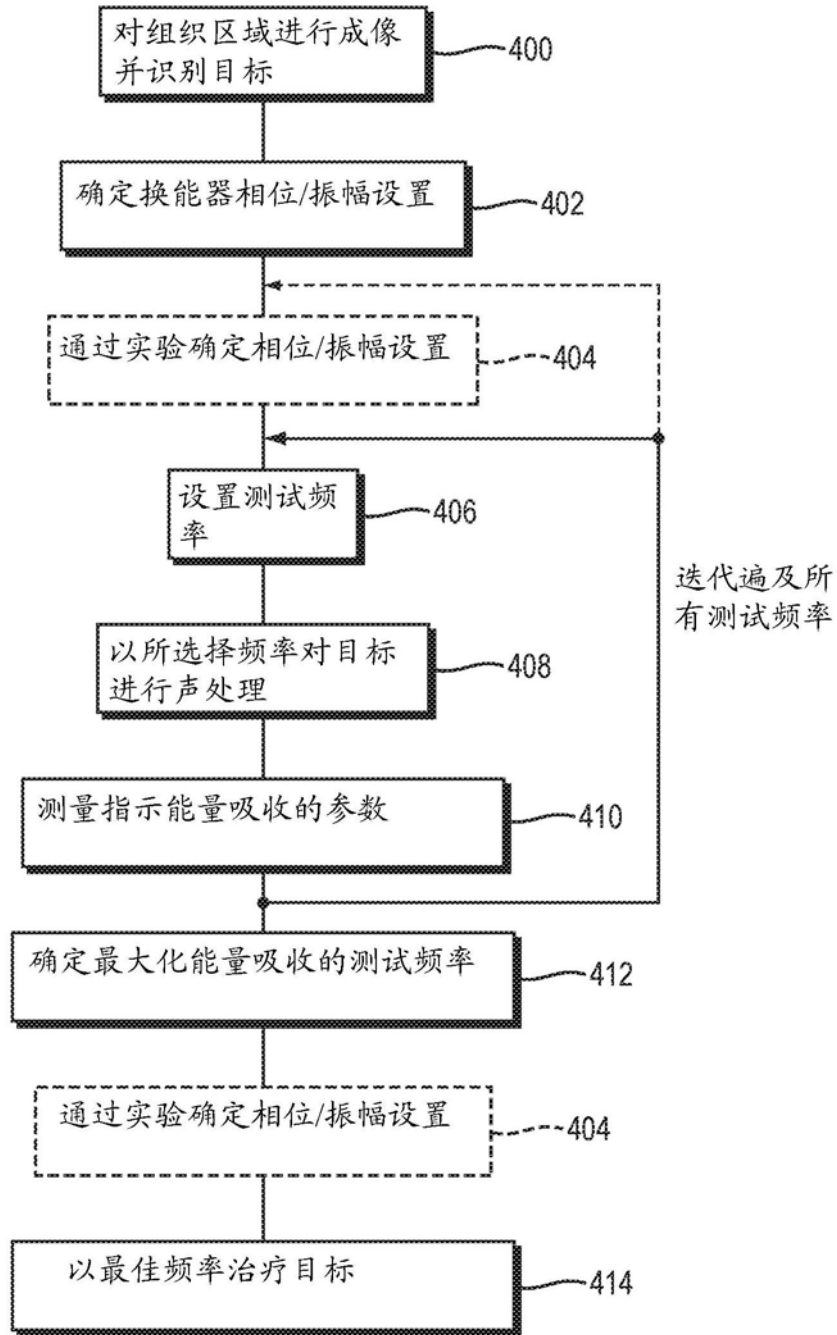 对组织区域进行成像
并识别目标
400
确定换能器相位/振幅设置
402
通过实验确定相位/振幅设置
404
设置测试频
率
406
迭代遍及所
有测试频率
以所选择频率对目标
进行声处理
408
测量指示能量吸收的参数
410
确定最大化能量吸收的测试频率
412
通过实验确定相位/振幅设置
404
以最佳频率治疗目标
414